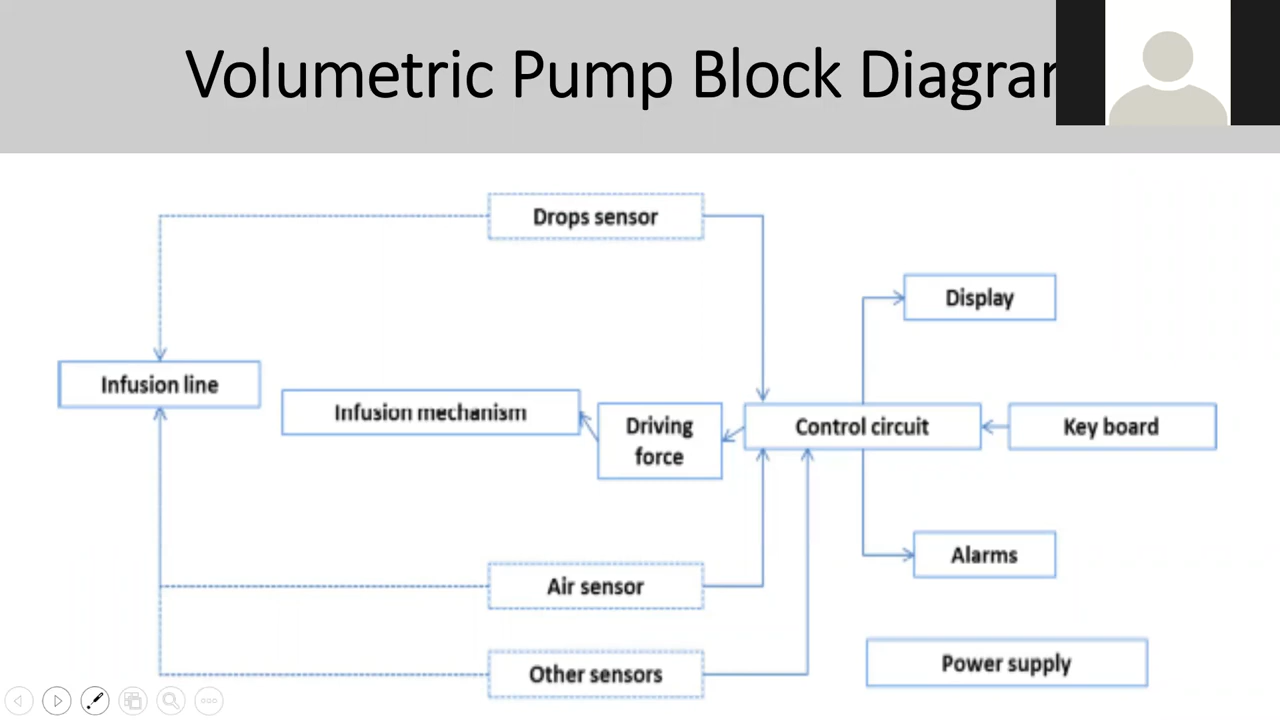 Volumetric Pump Block Diagram
Drops sensor
Display
Infusion line
Infusion mechanism
Driving
force
Control circuit
Key board
Air sensor
Alarms
Other sensors
Power supply